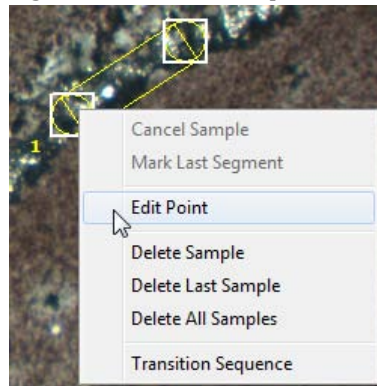 1
Cancel Sample
Mark Last Segment
Edit Point
Delete Sample
Delete Last Sample
Delete All Samples
Transition Sequence